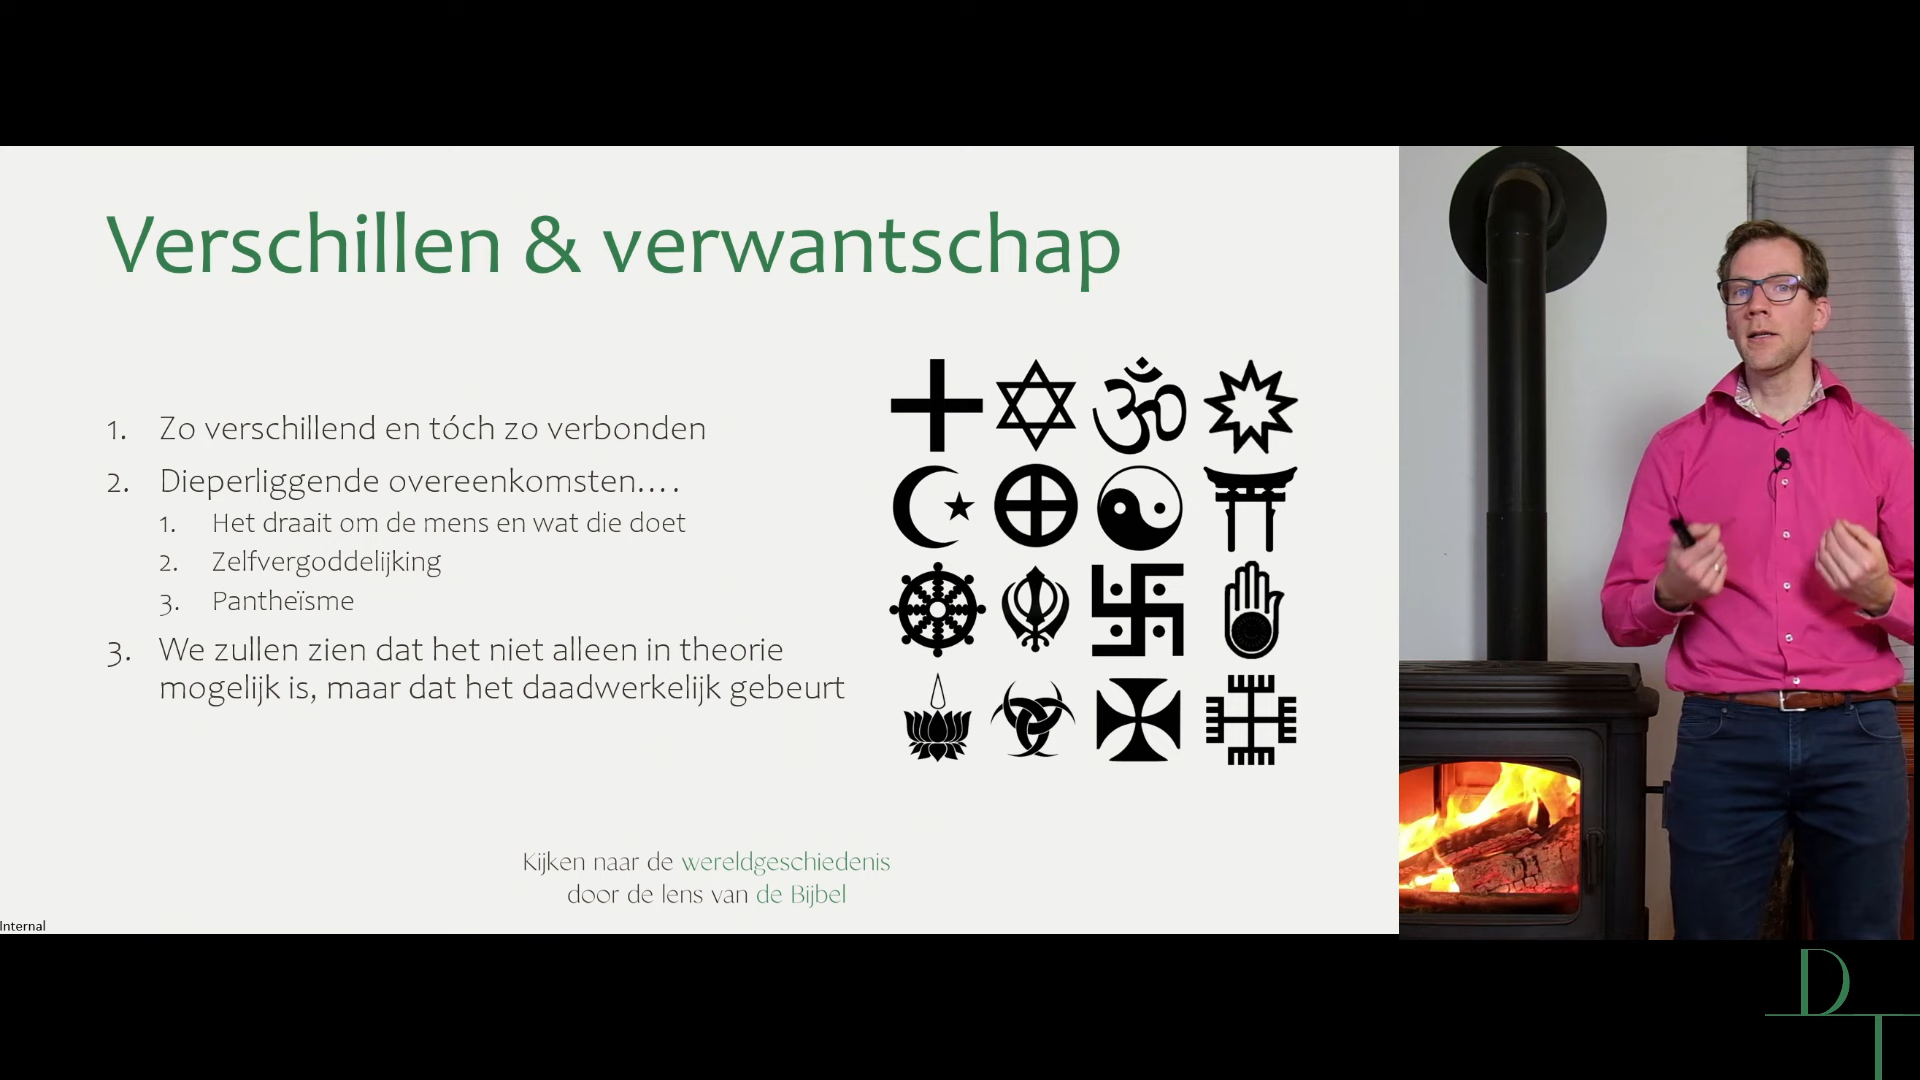 Verschillen & verwantschap
1. Zo verschillend en tóch zo verbonden
2. Dieperliggende overeenkomsten....
1. Het draait om de mens en wat die doet
2. Zelfvergoddelijking
3. Pantheïsme
3. We zullen zien dat het niet alleen in theorie
mogelijk is, maar dat het daadwerkelijk gebeurt
Kijken naar de wereldgeschiedenis
door de lens van de Bijbel
Internal
D
T